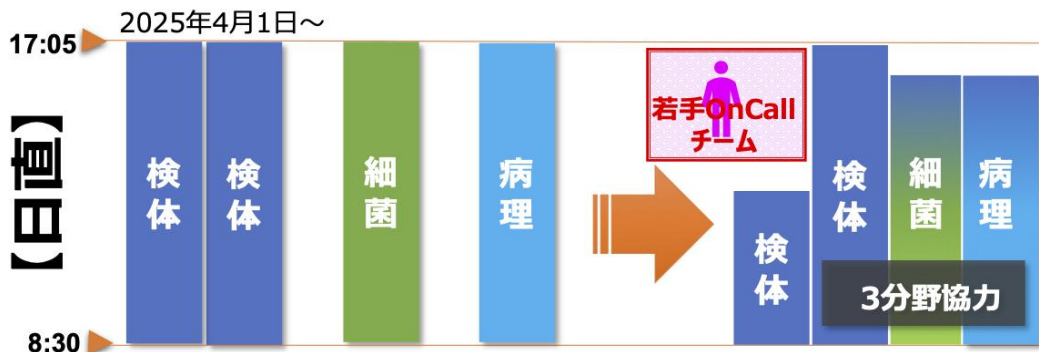 2025年4月1日～
17:05
【日直】
8:30
検体
検体
細菌
病理
若手OnCall
チーム
検体
検体
細菌
病理
3分野協力